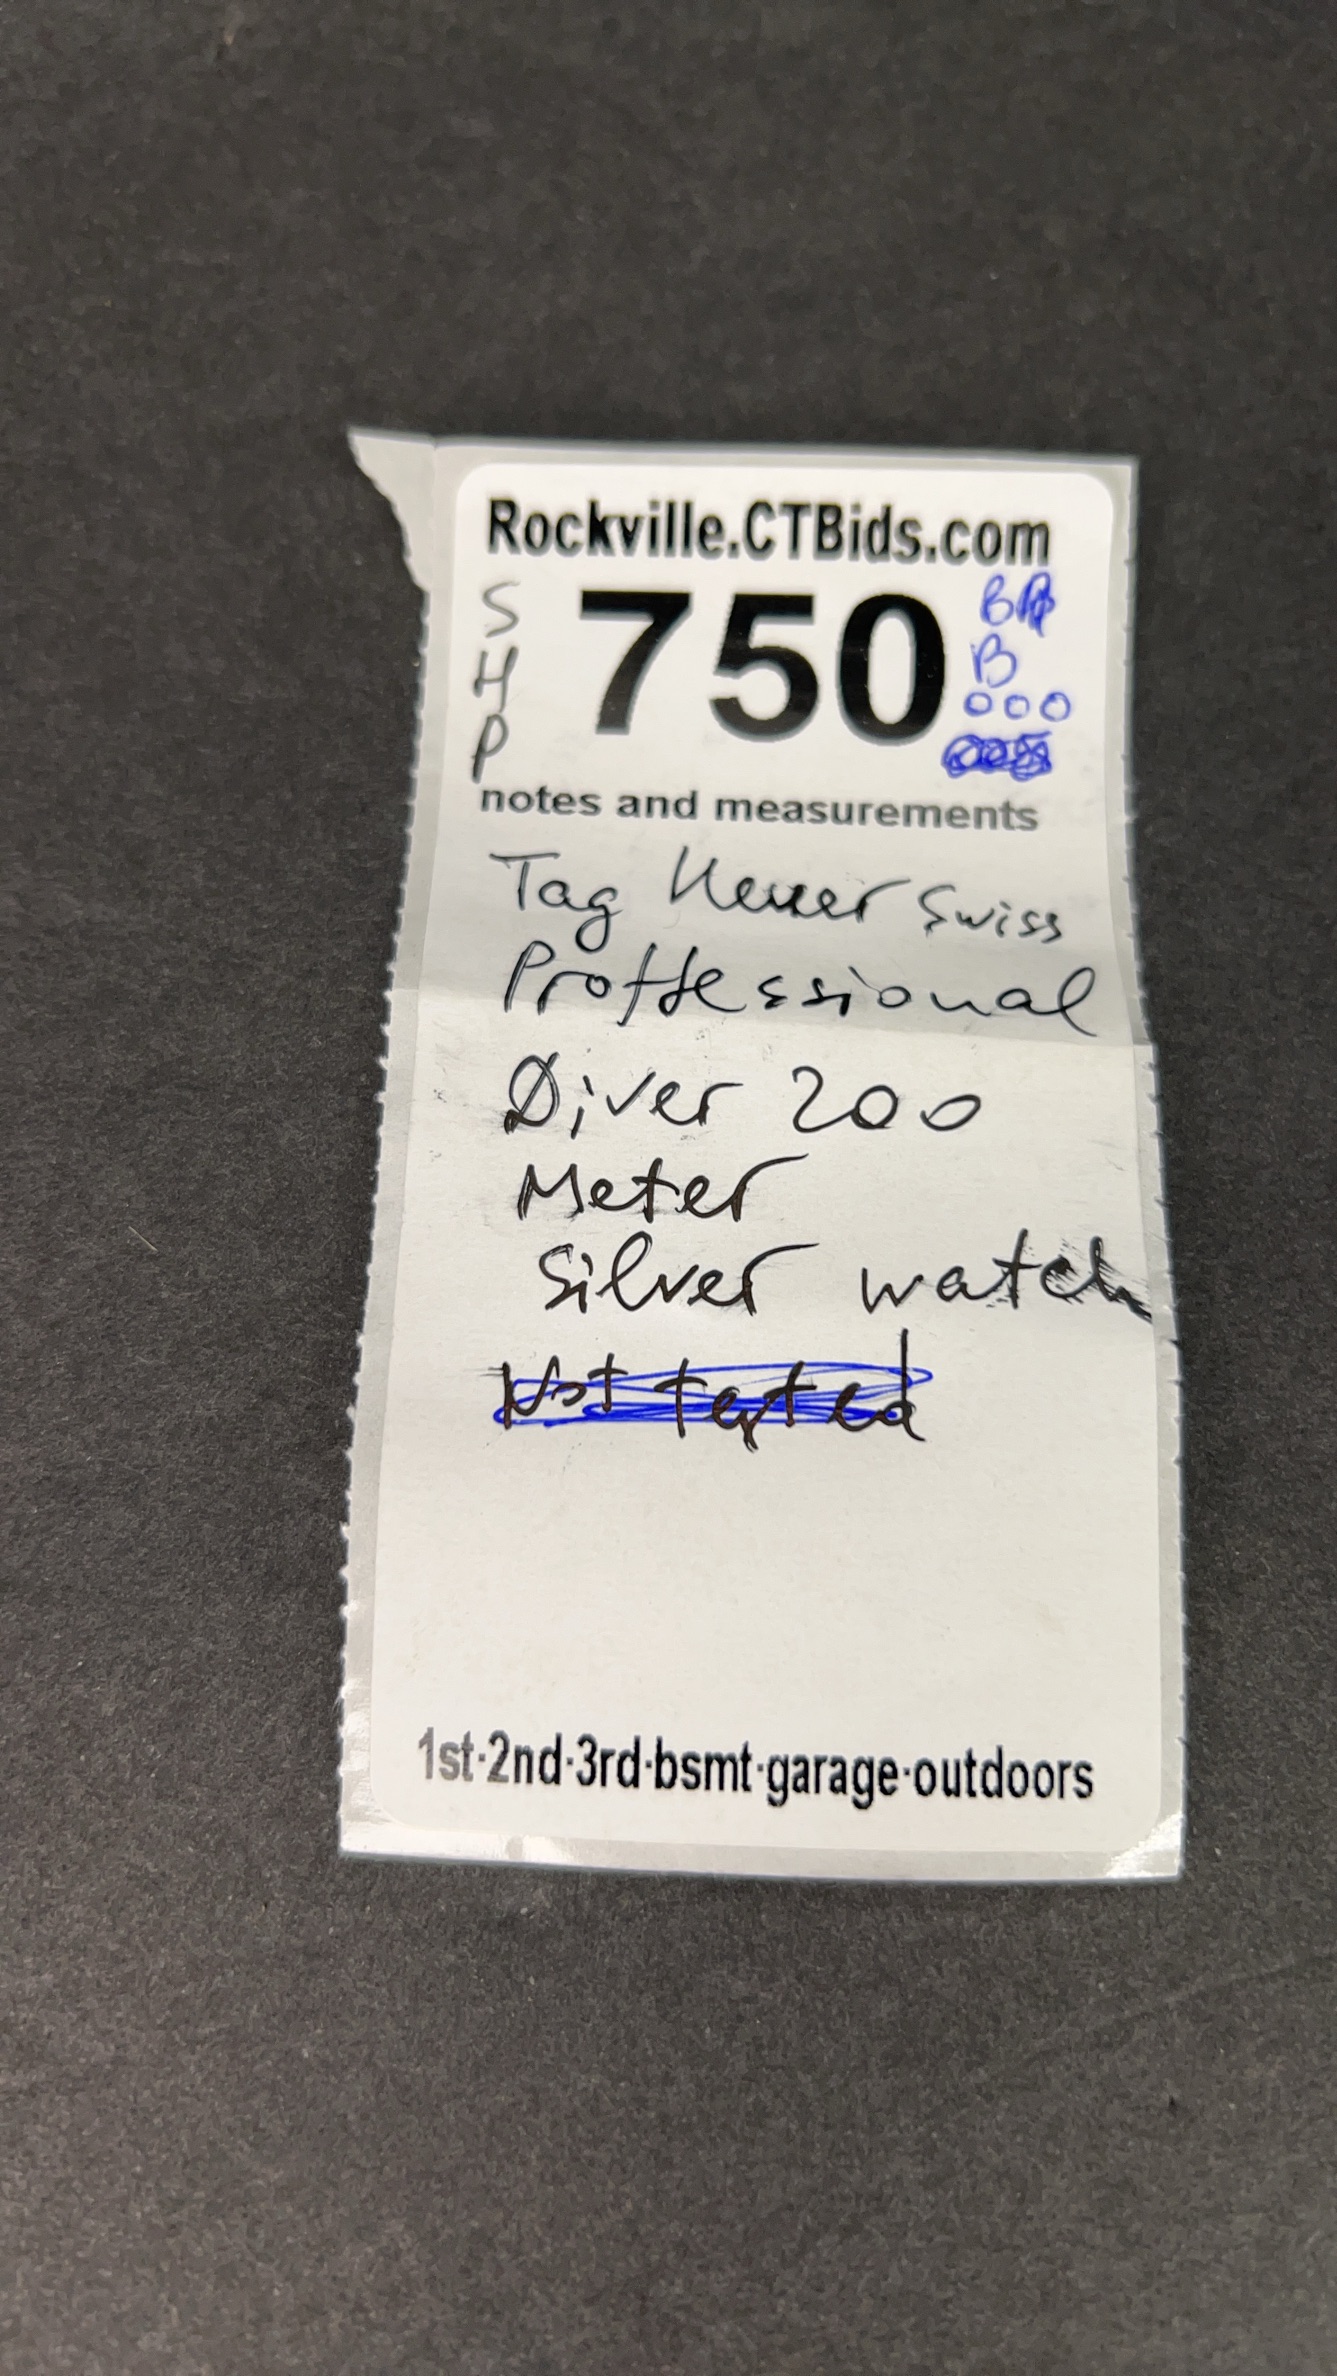 Rockville.CTBids.com
S
H
P
750
B
B
000
notes and measurements
Tag Heuer Swiss
Proffessional
Diver 200
Meter
Silver watch
Not tested
1st·2nd·3rd·bsmt·garage·outdoors